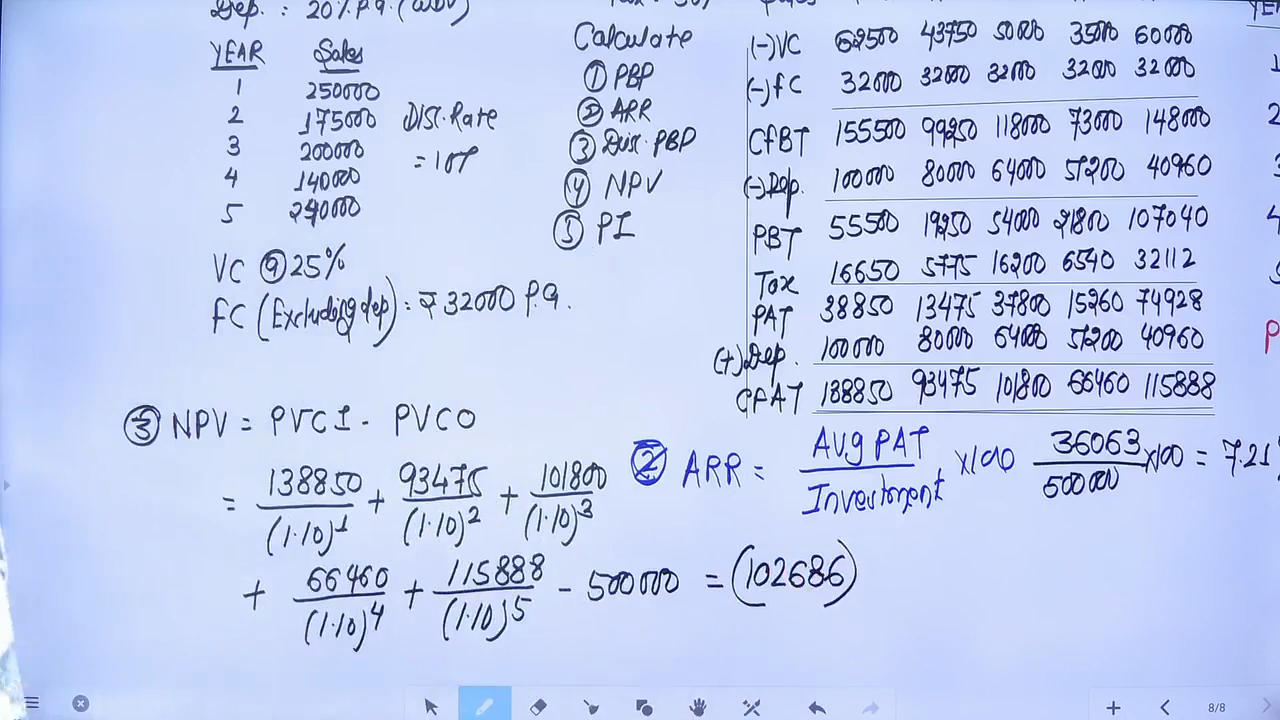 Dep. : 20% P.a. (WDV)
YEAR Sales
1 250000
2 175000
3 200000
4 140000
5 240000
Disc. Rate
= 10%
VC @ 25%
FC (Excluding dep) : ₹ 32000 P.a.
Calculate
① PBP
② ARR
③ Disc. PBP
④ NPV
⑤ PI
(-) VC 62500 43750 50000 35000 60000
(-) FC 32000 32000 32000 32000 32000
CFBT 155500 99250 118000 73000 148000
(-) Dep. 100000 80000 64000 51200 40960
PBT 55500 19250 54000 21800 107040
Tax 16650 5775 16200 6540 32112
PAT 38850 13475 37800 15260 74928
(+) Dep. 100000 80000 64000 51200 40960
CFAT 138850 93475 101800 66460 115888
③ NPV = PVCI - PVCO
= 138850/(1.10)^1 + 93475/(1.10)^2 + 101800/(1.10)^3
+ 66460/(1.10)^4 + 115888/(1.10)^5 - 500000 = (102686)
② ARR = Avg PAT/Investment x100 36063/500000 x100 = 7.21
8/8